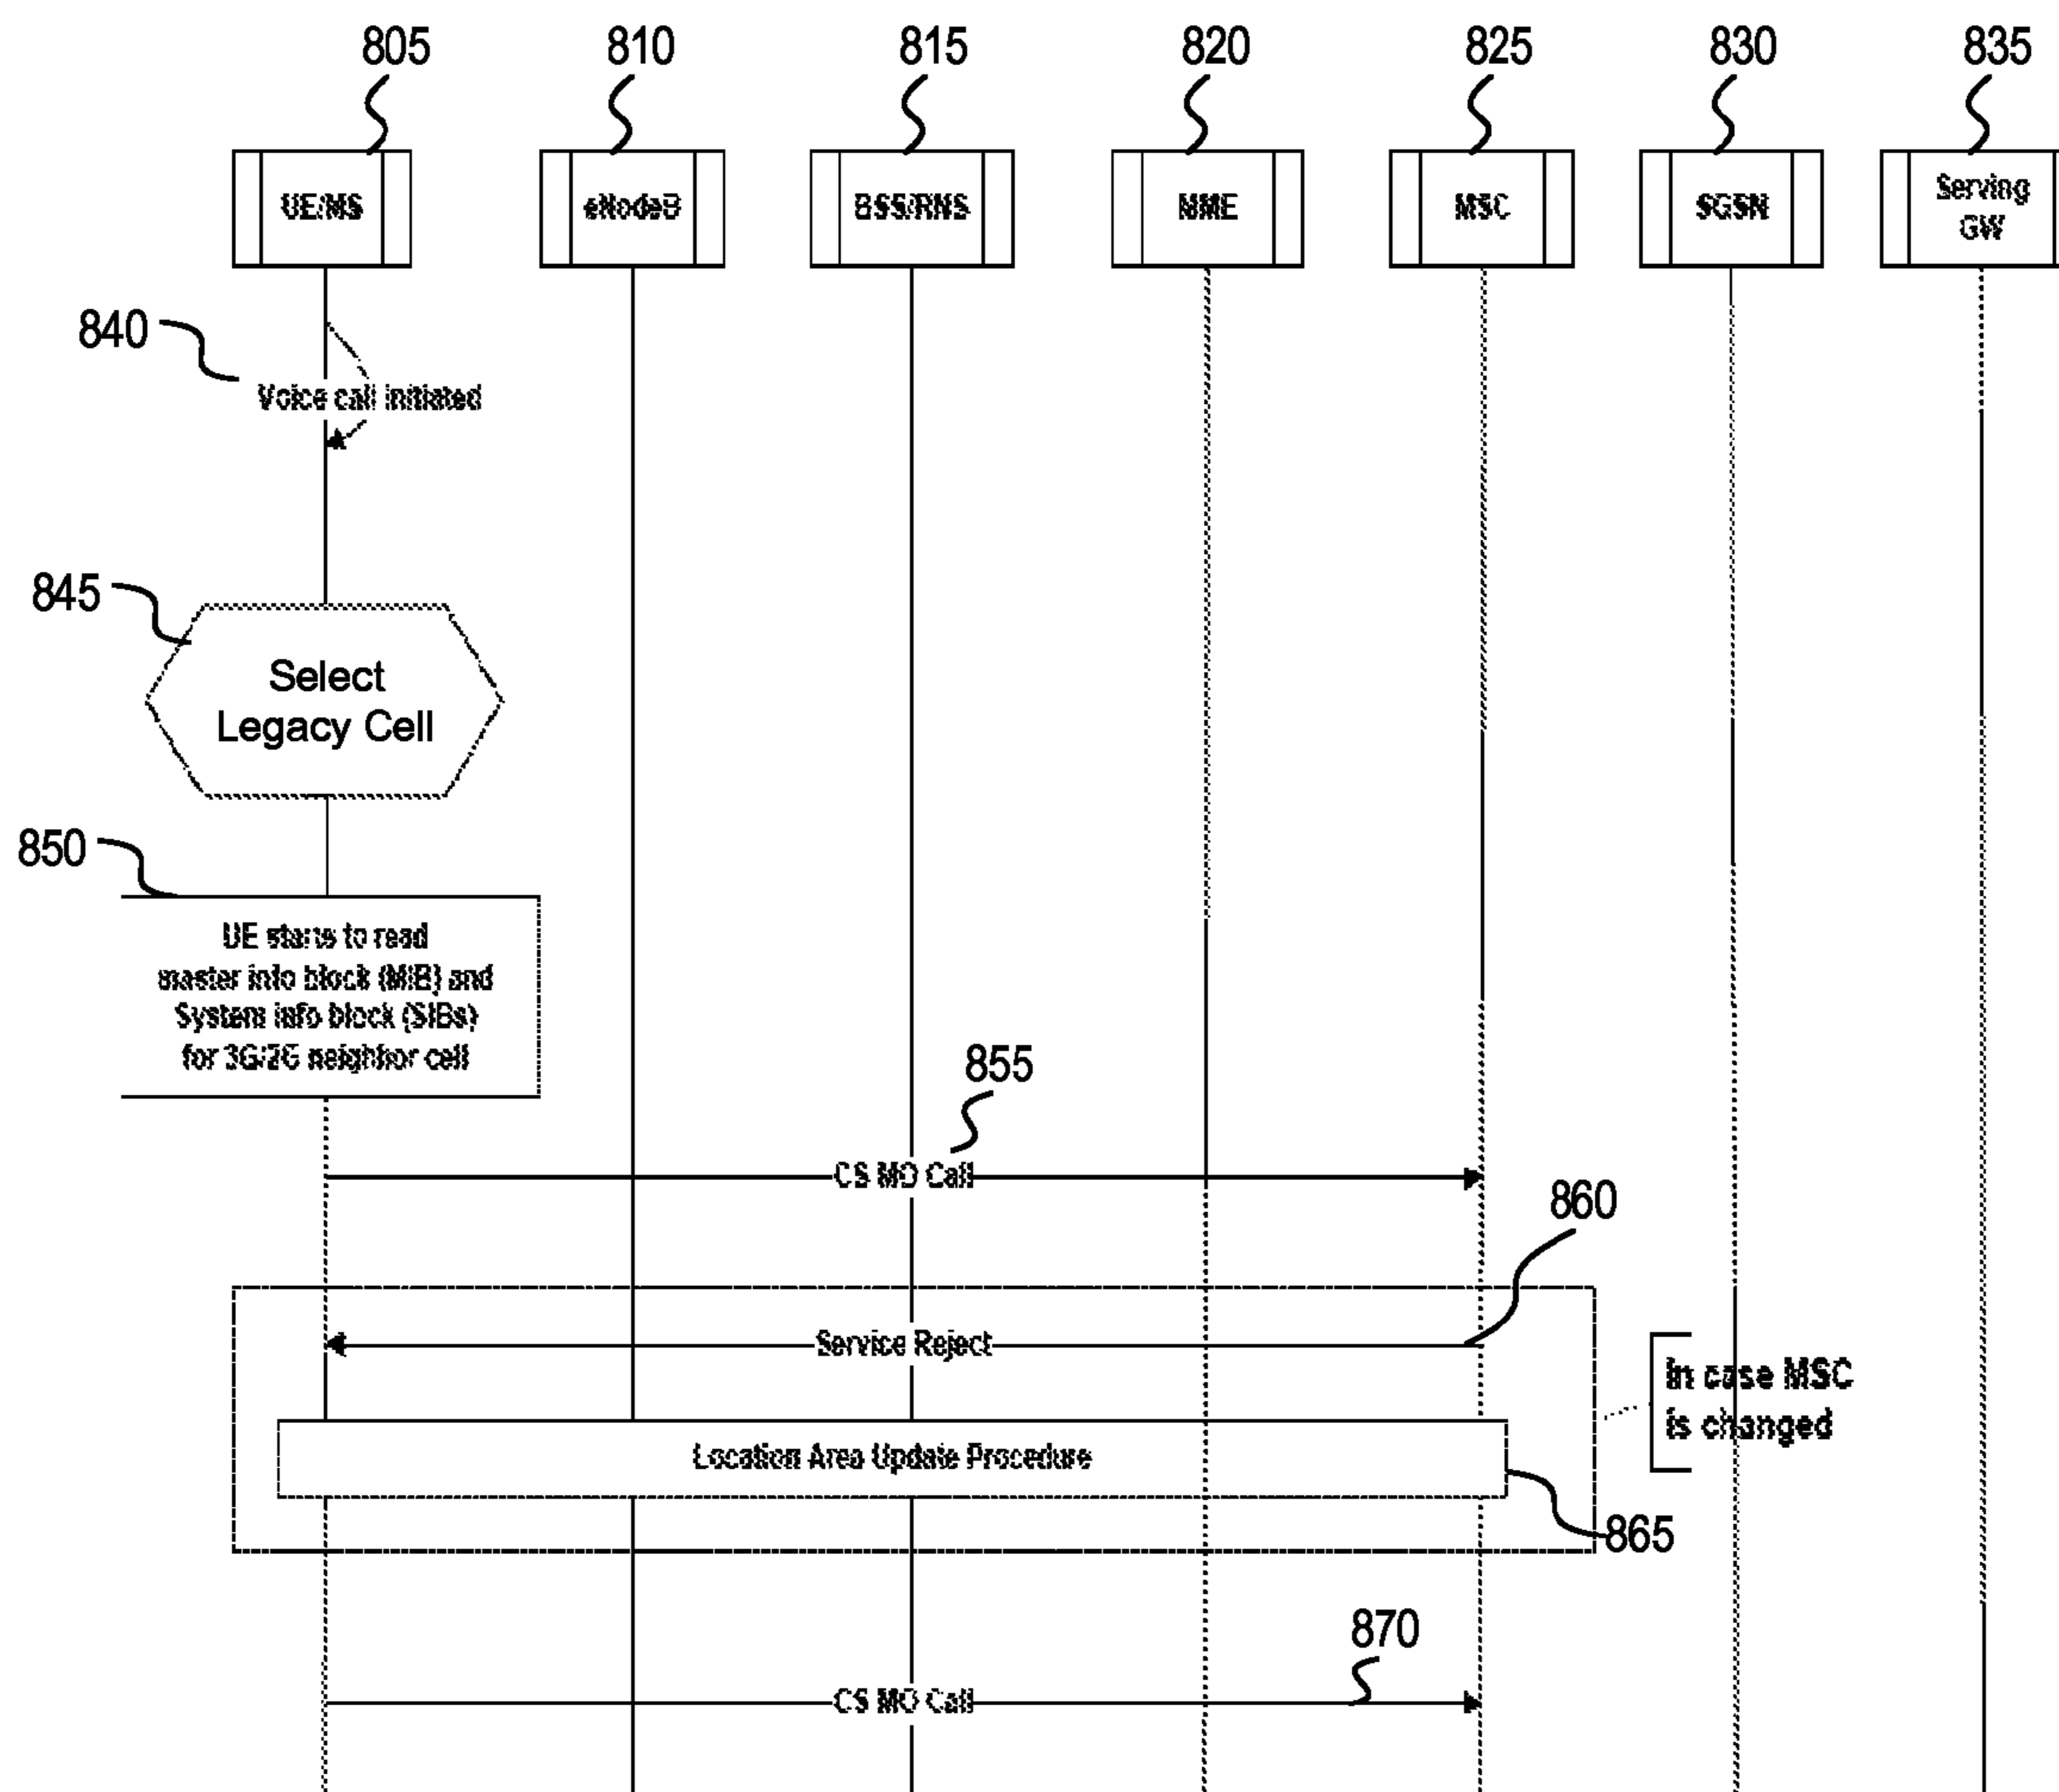 805 810 815 820 825 830 835
UE/MS eNodeB BSS/RNS MME MSC SGSN Serving
GW
840
Voice call initiated
845
Select
Legacy Cell
850
UE starts to read
master info block (MIB) and
System info block (SIBs)
for 3G/2G neighbor cell
855
CS MO Call
860
Service Reject
In case MSC
is changed
Location Area Update Procedure
865
870
CS MO Call